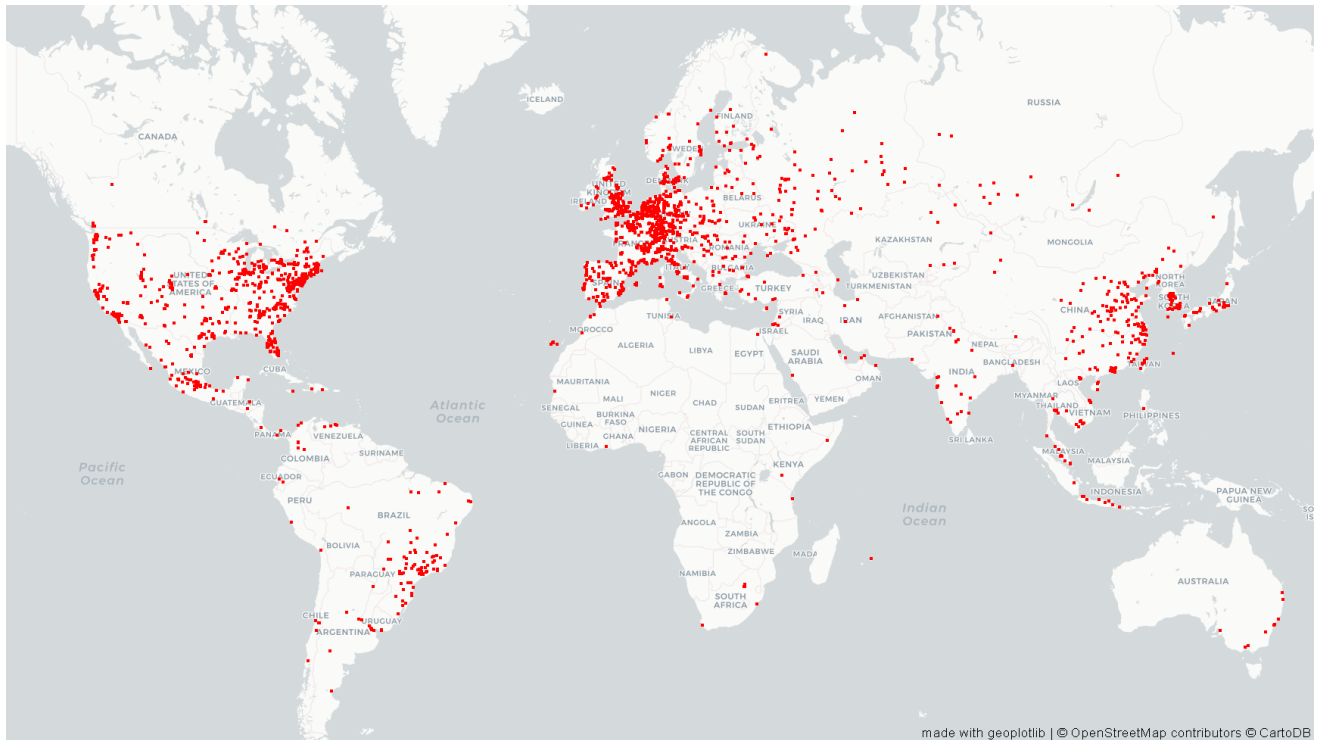 ICELAND
RUSSIA
FINLAND
CANADA
SWEDE
DENMARK
UNITED
KINGDOM
IRELAND
BELARUS
UKRAINE
FRANCE
AUSTRIA
ROMANIA
KAZAKHSTAN
MONGOLIA
ITALY
BULGARIA
UNITED
STATES OF
AMERICA
SPAIN
GREECE
TURKEY
UZBEKISTAN
TURKMENISTAN
NORTH
KOREA
SOUTH
KOREA
JAPAN
CHINA
TUNISIA
SYRIA
IRAQ
IRAN
AFGHANISTAN
MOROCCO
ISRAEL
PAKISTAN
ALGERIA
LIBYA
EGYPT
SAUDI
ARABIA
NEPAL
BANGLADESH
TAIWAN
MEXICO
CUBA
INDIA
OMAN
MAURITANIA
LAOS
MYANMAR
MALI
NIGER
CHAD
SUDAN
ERITREA
YEMEN
THAILAND
VIETNAM
PHILIPPINES
GUATEMALA
Atlantic
Ocean
SENEGAL
BURKINA
FASO
GUINEA
NIGERIA
GHANA
ETHIOPIA
CENTRAL
AFRICAN
REPUBLIC
SOUTH
SUDAN
SRI LANKA
PANAMA
VENEZUELA
LIBERIA
MALAYSIA
MALAYSIA
SURINAME
COLOMBIA
Pacific
Ocean
ECUADOR
GABON
KENYA
DEMOCRATIC
REPUBLIC OF
THE CONGO
INDONESIA
PAPUA NEW
GUINEA
PERU
BRAZIL
Indian
Ocean
SO
IS
ANGOLA
ZAMBIA
BOLIVIA
ZIMBABWE
MADA
PARAGUAY
NAMIBIA
AUSTRALIA
SOUTH
AFRICA
CHILE
URUGUAY
ARGENTINA
made with geoplotlib | © OpenStreetMap contributors © CartoDB